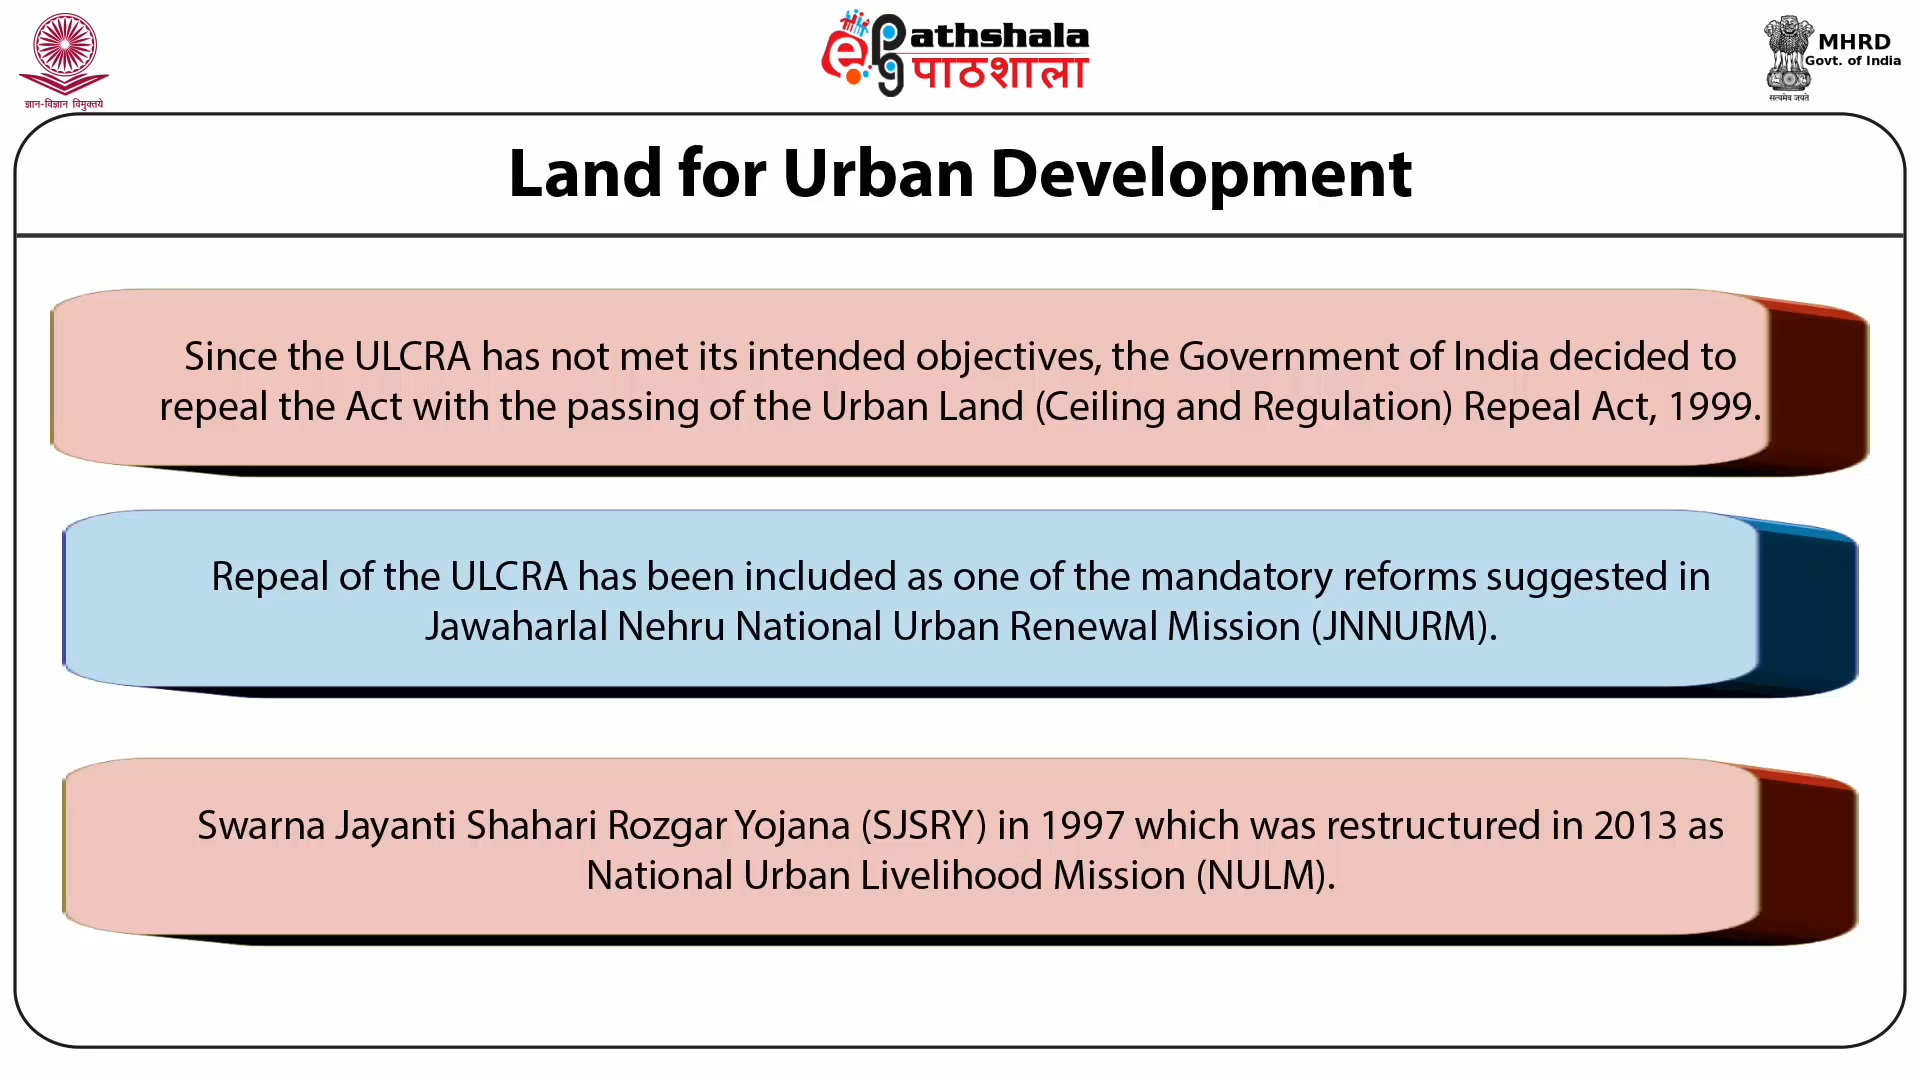 ज्ञान-विज्ञान विमुक्तये
ePathshala
पाठशाला
MHRD
Govt. of India
सत्यमेव जयते
Land for Urban Development
Since the ULCRA has not met its intended objectives, the Government of India decided to
repeal the Act with the passing of the Urban Land (Ceiling and Regulation) Repeal Act, 1999.
Repeal of the ULCRA has been included as one of the mandatory reforms suggested in
Jawaharlal Nehru National Urban Renewal Mission (JNNURM).
Swarna Jayanti Shahari Rozgar Yojana (SJSRY) in 1997 which was restructured in 2013 as
National Urban Livelihood Mission (NULM).